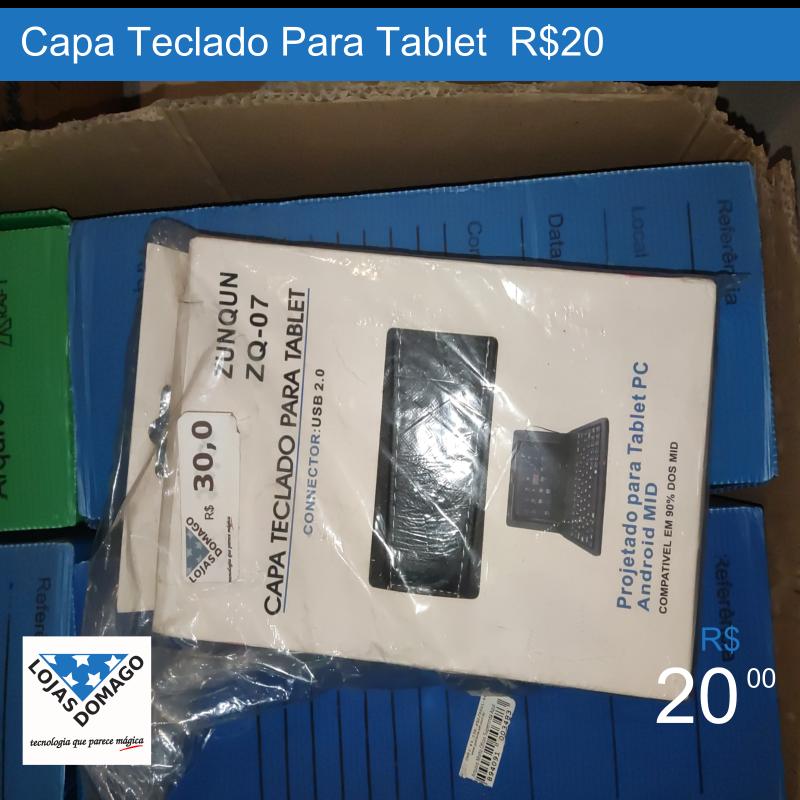 Capa Teclado Para Tablet R$20
Referência
Local
Data
ZUNQUN
ZQ-07
CAPA TECLADO PARA TABLET
CONNECTOR:USB 2.0
R$ 30,0
LOJAS DOMAGO
tecnologia que parece mágica
Projetado para Tablet PC
Android MID
COMPATIVEL EM 90% DOS MID
Arquivo
Referência
R$
20 00
LOJAS DOMAGO
tecnologia que parece mágica